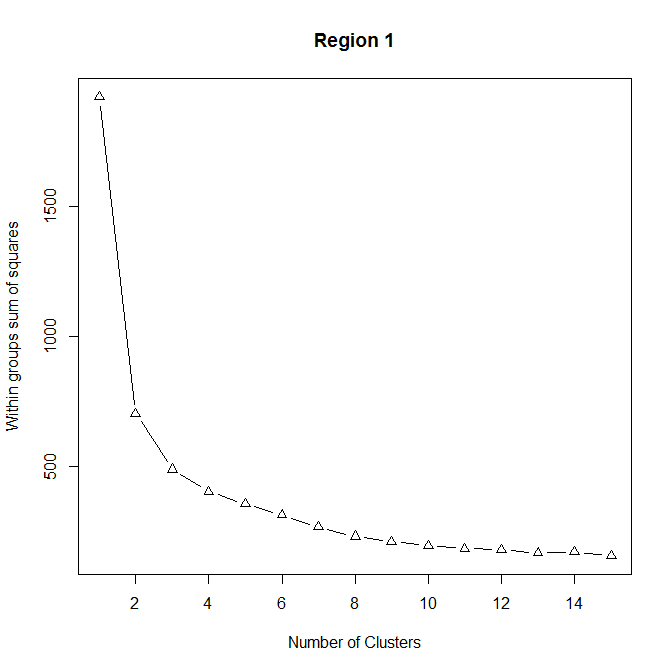 Region 1
Within groups sum of squares
1500
1000
500
2 4 6 8 10 12 14
Number of Clusters